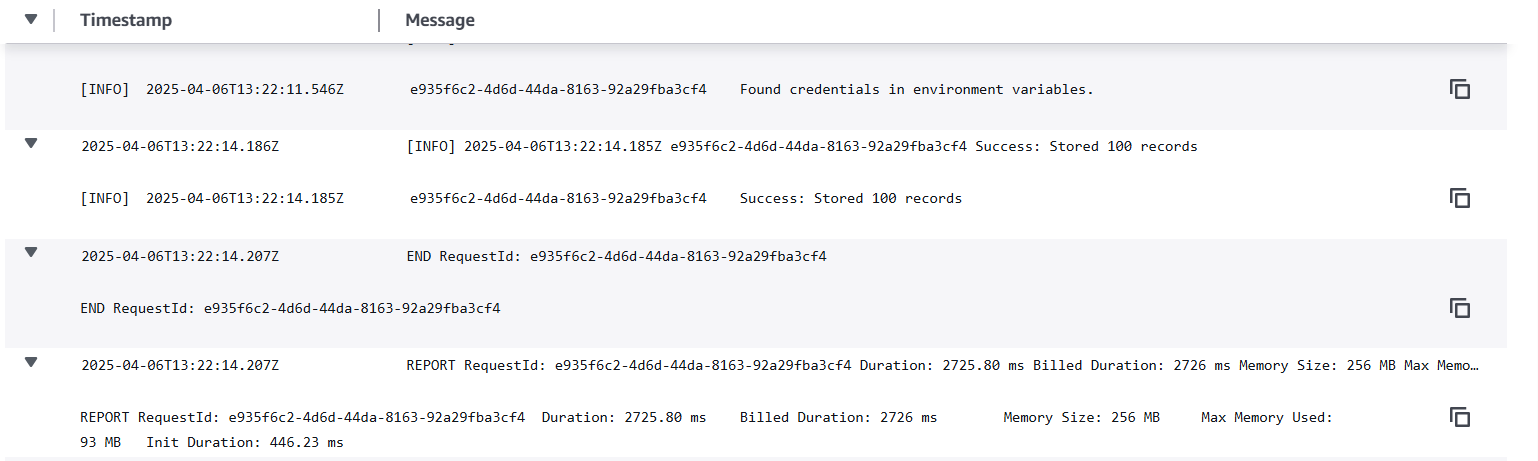 Timestamp Message
[INFO] 2025-04-06T13:22:11.546Z e935f6c2-4d6d-44da-8163-92a29fba3cf4 Found credentials in environment variables.
2025-04-06T13:22:14.186Z [INFO] 2025-04-06T13:22:14.185Z e935f6c2-4d6d-44da-8163-92a29fba3cf4 Success: Stored 100 records
[INFO] 2025-04-06T13:22:14.185Z e935f6c2-4d6d-44da-8163-92a29fba3cf4 Success: Stored 100 records
2025-04-06T13:22:14.207Z END RequestId: e935f6c2-4d6d-44da-8163-92a29fba3cf4
END RequestId: e935f6c2-4d6d-44da-8163-92a29fba3cf4
2025-04-06T13:22:14.207Z REPORT RequestId: e935f6c2-4d6d-44da-8163-92a29fba3cf4 Duration: 2725.80 ms Billed Duration: 2726 ms Memory Size: 256 MB Max Memo…
REPORT RequestId: e935f6c2-4d6d-44da-8163-92a29fba3cf4 Duration: 2725.80 ms Billed Duration: 2726 ms Memory Size: 256 MB Max Memory Used:
93 MB Init Duration: 446.23 ms